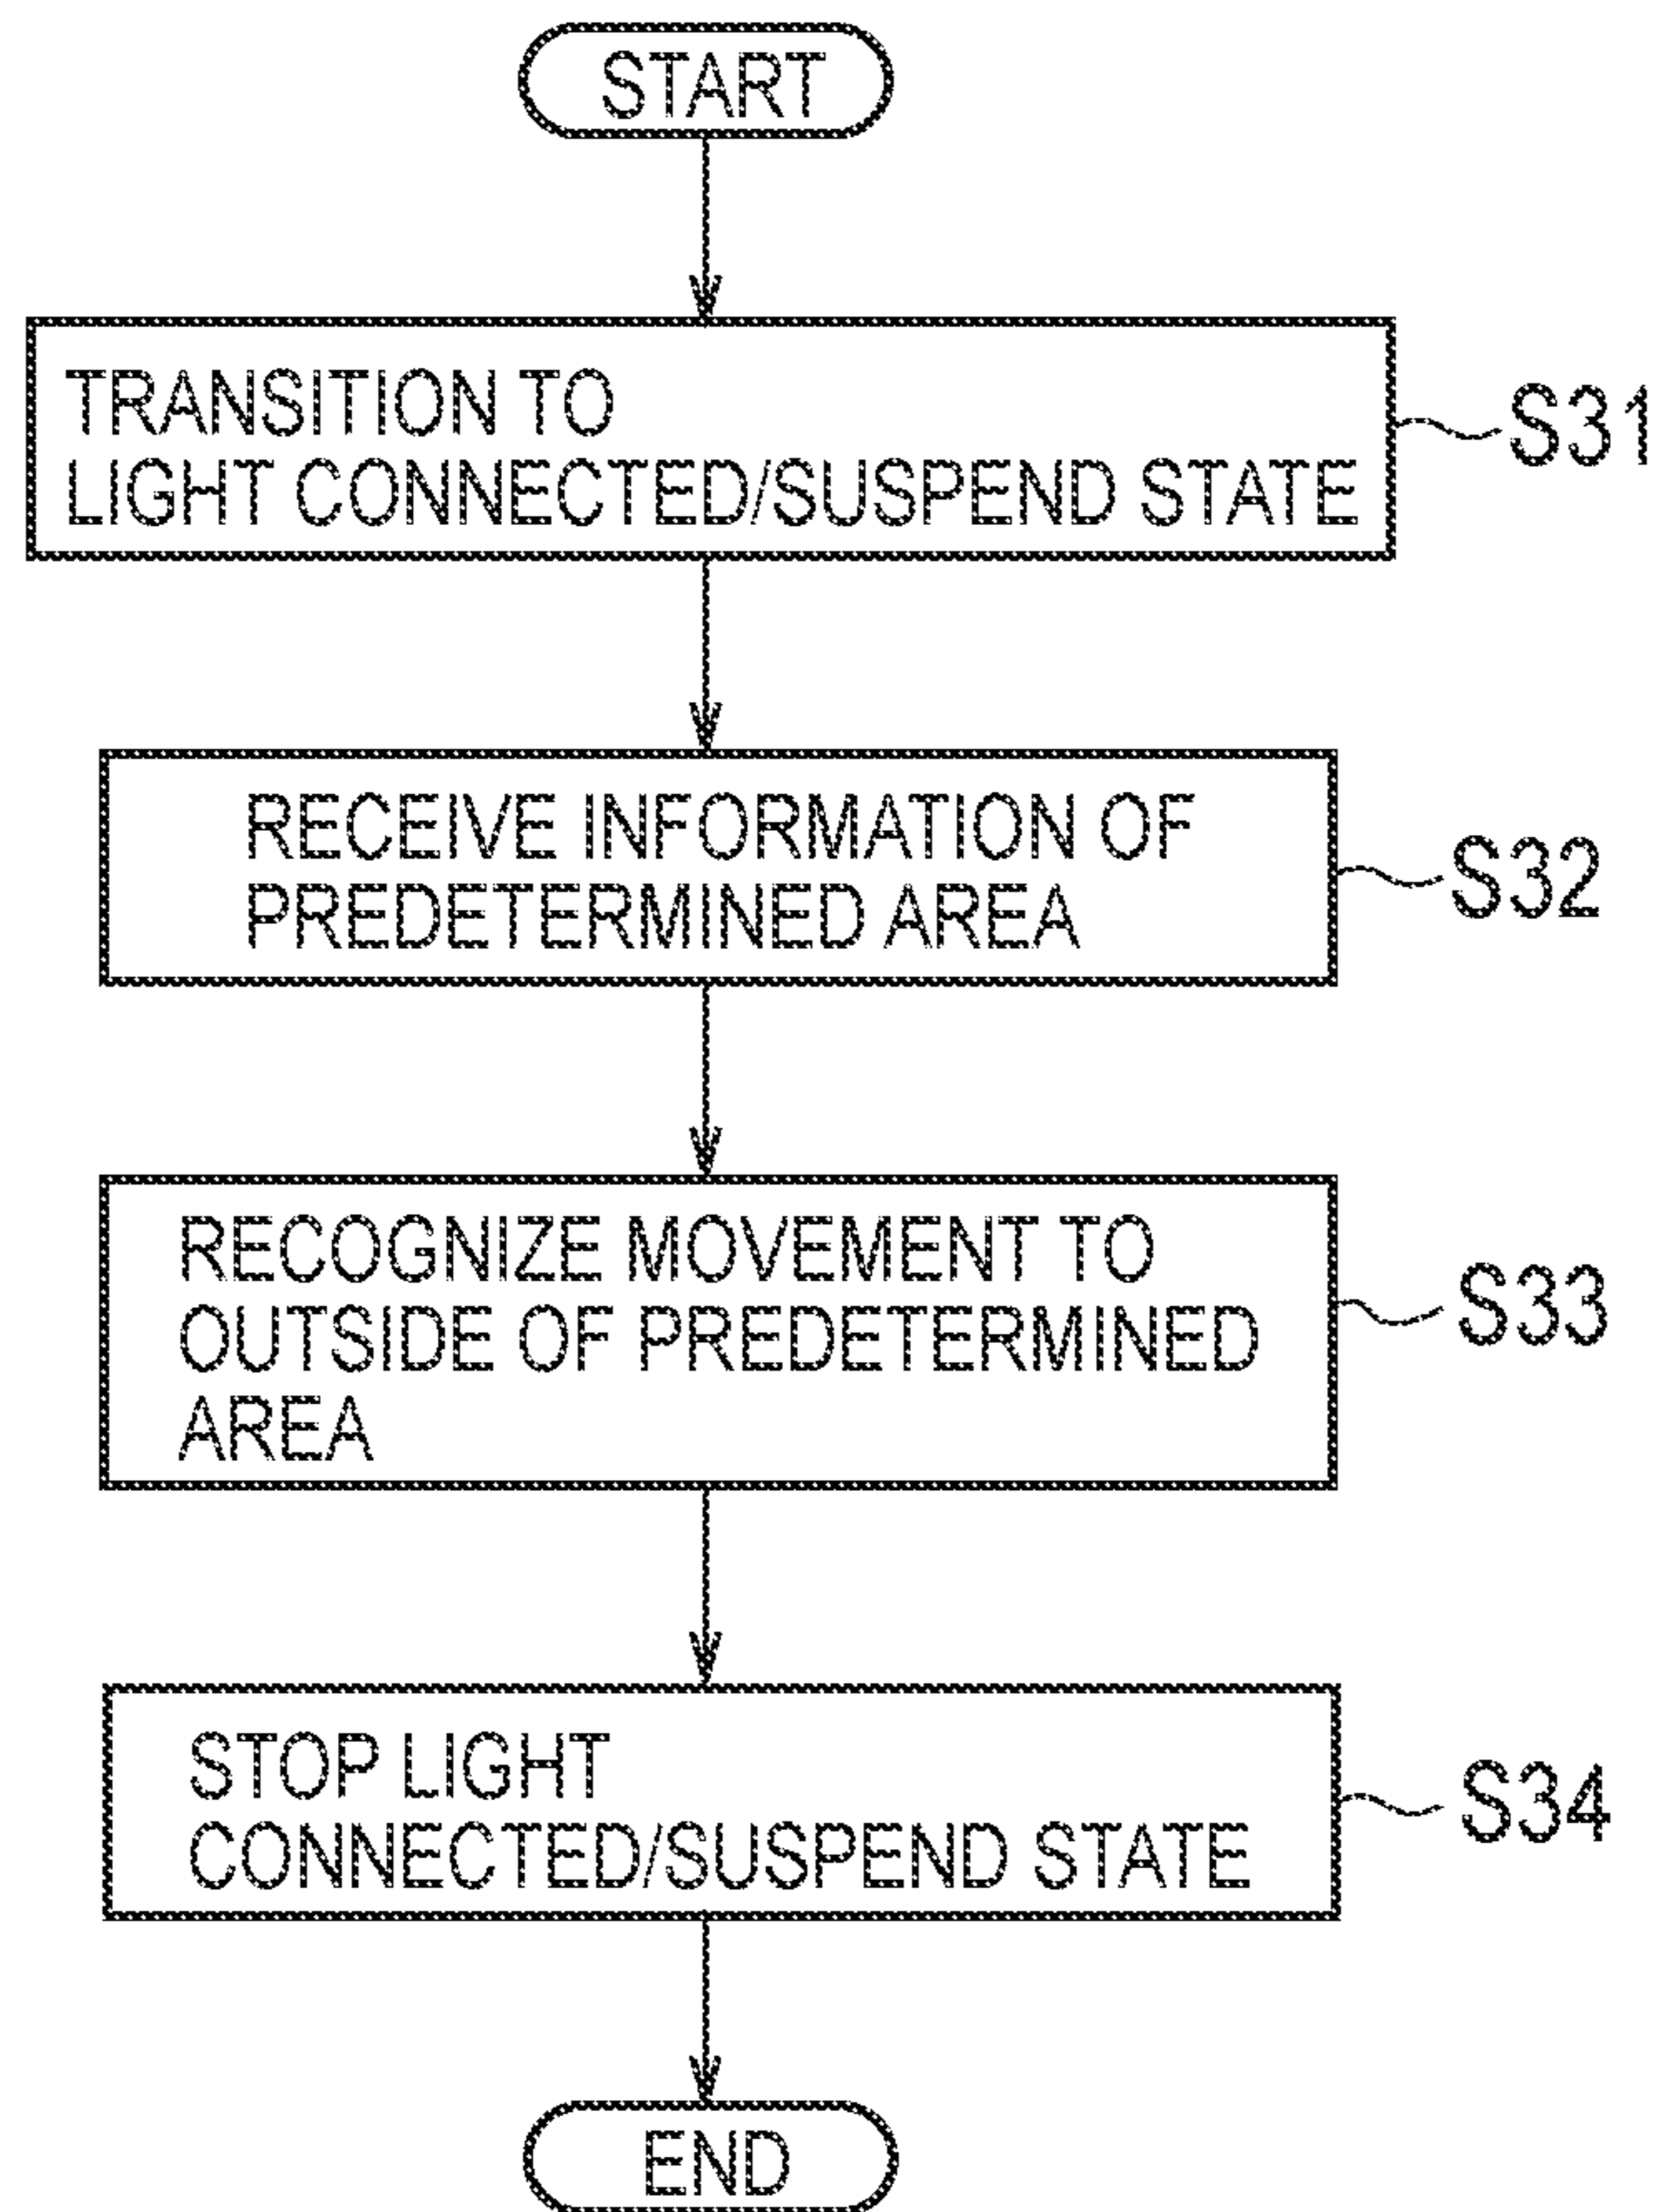 START
TRANSITION TO
LIGHT CONNECTED/SUSPEND STATE
S31
RECEIVE INFORMATION OF
PREDETERMINED AREA
S32
RECOGNIZE MOVEMENT TO
OUTSIDE OF PREDETERMINED
AREA
S33
STOP LIGHT
CONNECTED/SUSPEND STATE
S34
END